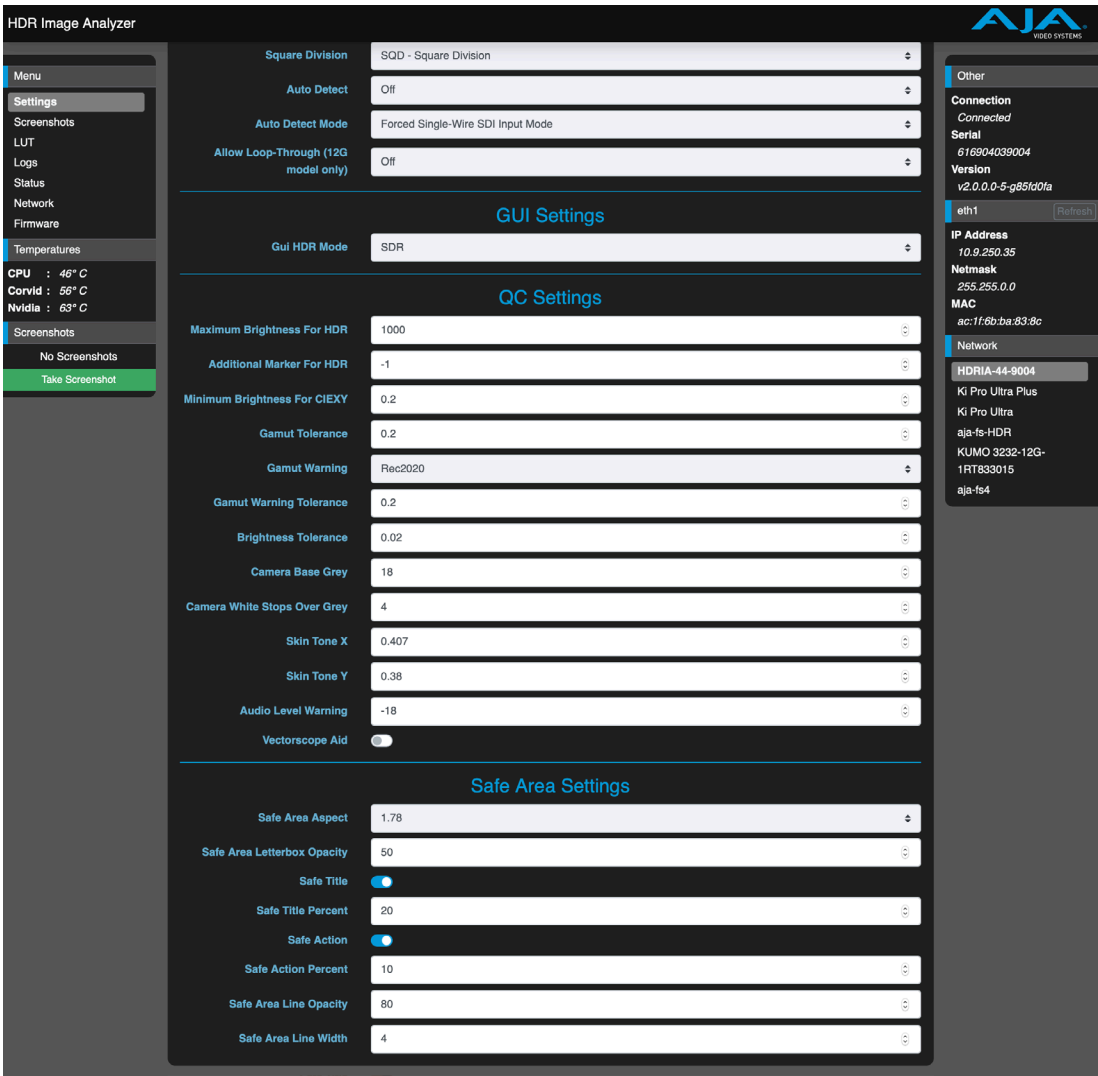 HDR Image Analyzer
AJA
VIDEO SYSTEMS
Menu
Settings
Screenshots
LUT
Logs
Status
Network
Firmware
Temperatures
CPU : 46° C
Corvid : 56° C
Nvidia : 63° C
Screenshots
No Screenshots
Take Screenshot
Square Division SQD - Square Division
Auto Detect Off
Auto Detect Mode Forced Single-Wire SDI Input Mode
Allow Loop-Through (12G
model only) Off
GUI Settings
Gui HDR Mode SDR
QC Settings
Maximum Brightness For HDR 1000
Additional Marker For HDR -1
Minimum Brightness For CIEXY 0.2
Gamut Tolerance 0.2
Gamut Warning Rec2020
Gamut Warning Tolerance 0.2
Brightness Tolerance 0.02
Camera Base Grey 18
Camera White Stops Over Grey 4
Skin Tone X 0.407
Skin Tone Y 0.38
Audio Level Warning -18
Vectorscope Aid
Safe Area Settings
Safe Area Aspect 1.78
Safe Area Letterbox Opacity 50
Safe Title
Safe Title Percent 20
Safe Action
Safe Action Percent 10
Safe Area Line Opacity 80
Safe Area Line Width 4
Other
Connection
Connected
Serial
616904039004
Version
v2.0.0.0-5-g85fd0fa
eth1 Refresh
IP Address
10.9.250.35
Netmask
255.255.0.0
MAC
ac:1f:6b:ba:83:8c
Network
HDRIA-44-9004
Ki Pro Ultra Plus
Ki Pro Ultra
aja-fs-HDR
KUMO 3232-12G-
1RT833015
aja-fs4